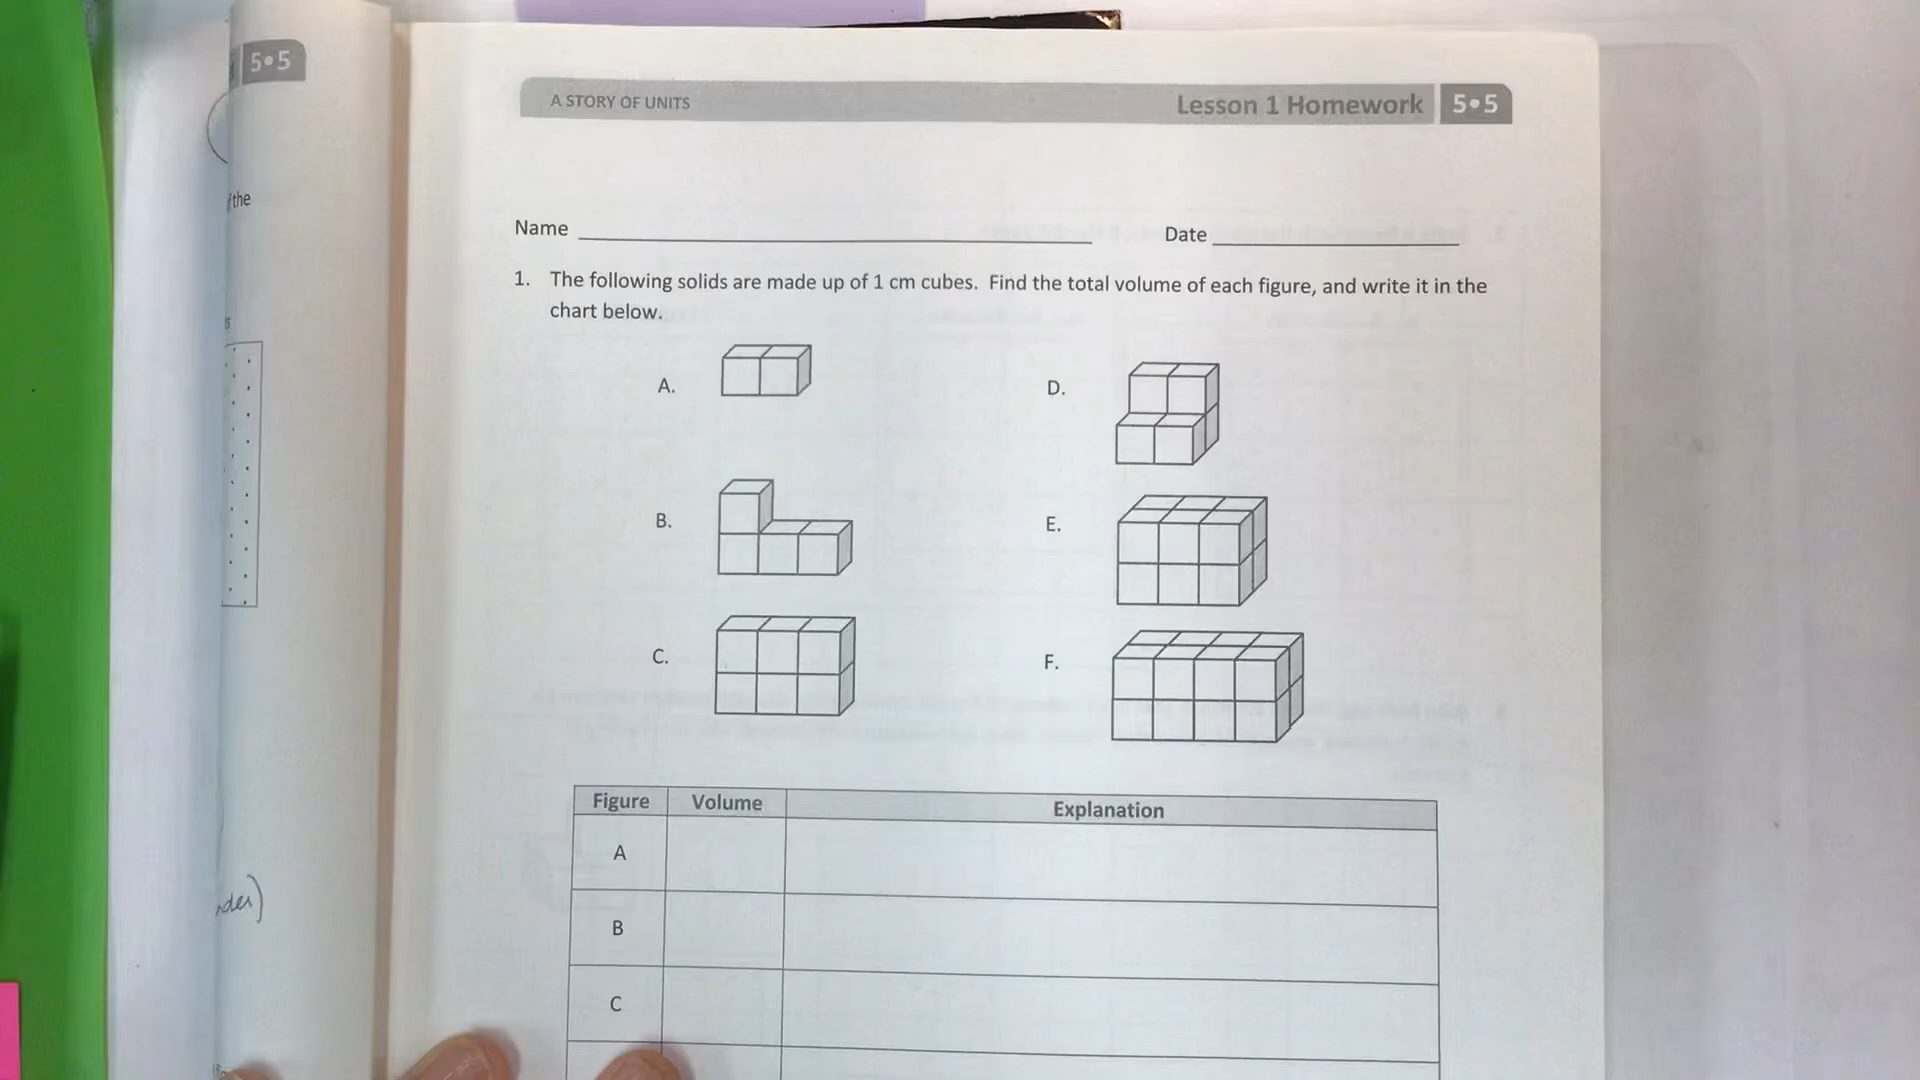 5•5
A STORY OF UNITS
Lesson 1 Homework 5•5
the
Name
Date
1. The following solids are made up of 1 cm cubes. Find the total volume of each figure, and write it in the
chart below.
A.
D.
B.
E.
C.
F.
Figure Volume Explanation
A
B
C